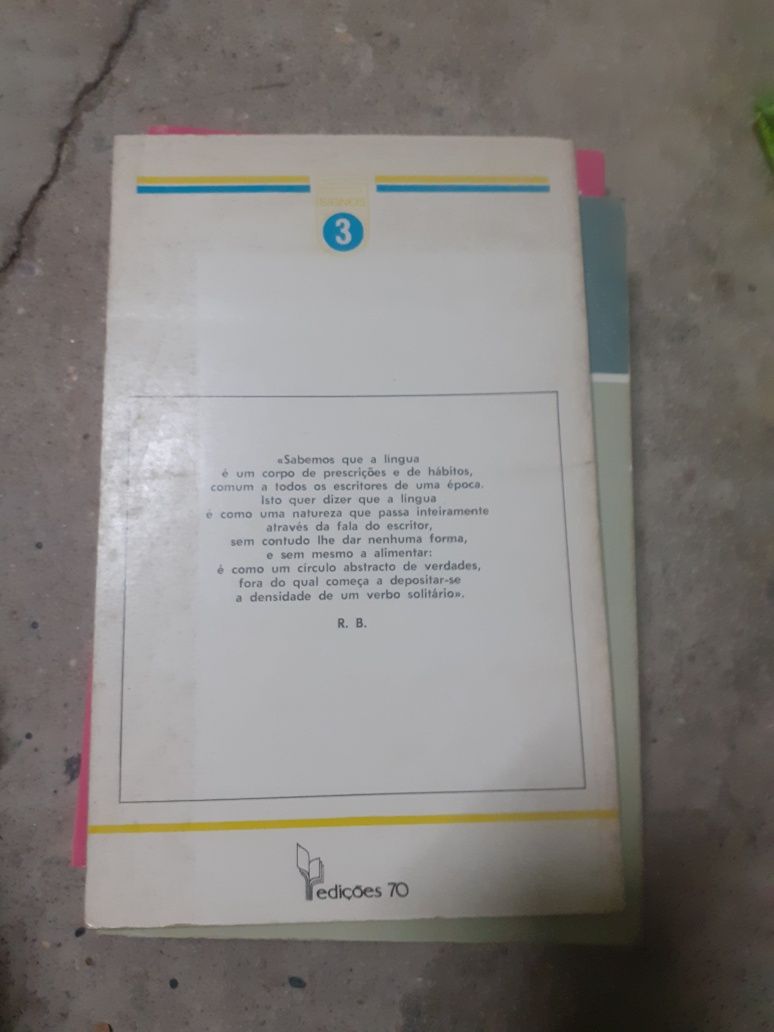 SIGNOS
3
«Sabemos que a língua
é um corpo de prescrições e de hábitos,
comum a todos os escritores de uma época.
Isto quer dizer que a língua
é como uma natureza que passa inteiramente
através da fala do escritor,
sem contudo lhe dar nenhuma forma,
e sem mesmo a alimentar:
é como um círculo abstracto de verdades,
fora do qual começa a depositar-se
a densidade de um verbo solitário».
R. B.
edições 70